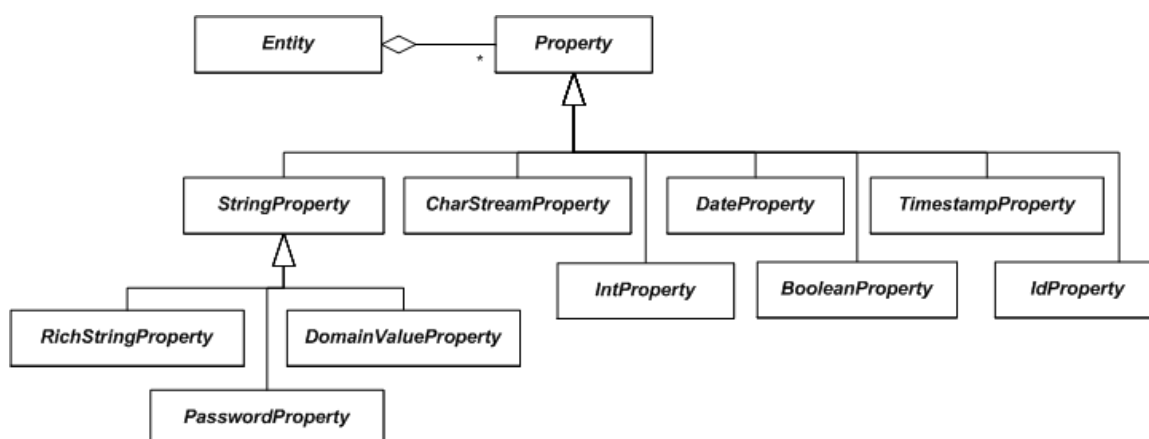 Entity
Property
*
StringProperty
CharStreamProperty
DateProperty
TimestampProperty
IntProperty
BooleanProperty
IdProperty
RichStringProperty
DomainValueProperty
PasswordProperty